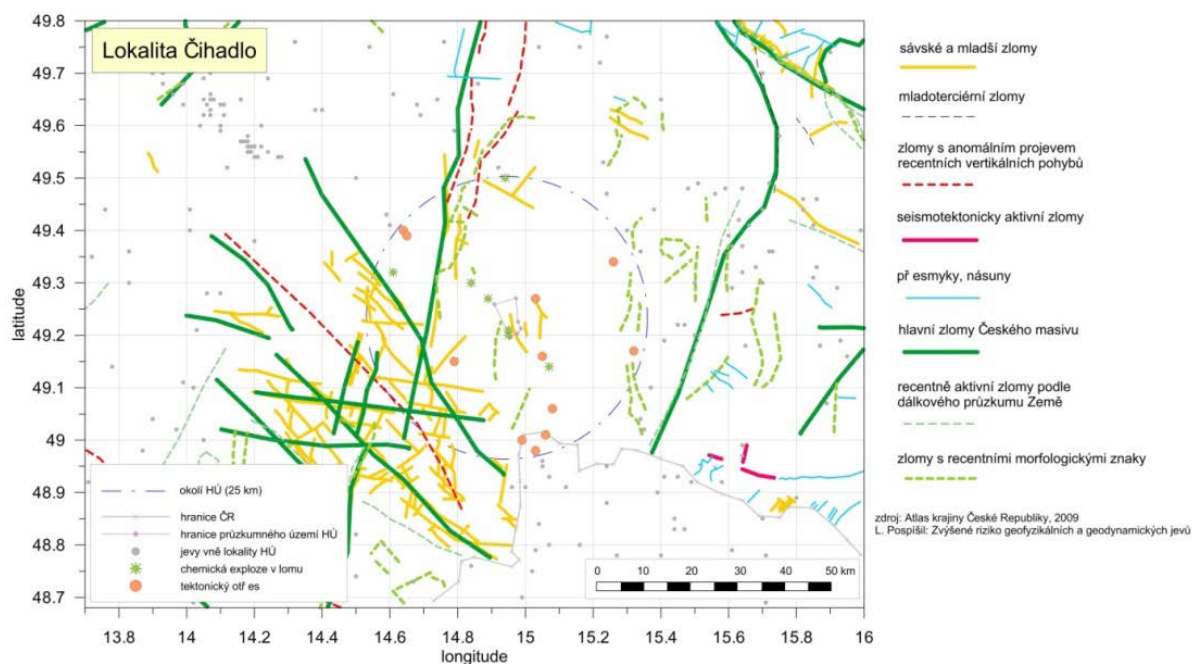 Lokalita Čihadlo
49.8
49.7
49.6
49.5
49.4
49.3
49.2
49.1
49
48.9
48.8
48.7
latitude
13.8
14
14.2
14.4
14.6
14.8
15
15.2
15.4
15.6
15.8
16
longitude
okolí HÚ (25 km)
hranice ČR
hranice průzkumného území HÚ
jevy vně lokality HÚ
chemická exploze v lomu
tektonický otř es
0 10 20 30 40 50 km
sávské a mladší zlomy
mladoterciérní zlomy
zlomy s anomálním projevem
recentních vertikálních pohybů
seismotektonicky aktivní zlomy
př esmyky, násuny
hlavní zlomy Českého masivu
recentně aktivní zlomy podle
dálkového průzkumu Země
zlomy s recentními morfologickými znaky
zdroj: Atlas krajiny České Republiky, 2009
L. Pospíšil: Zvýšené riziko geofyzikálních a geodynamických jevů